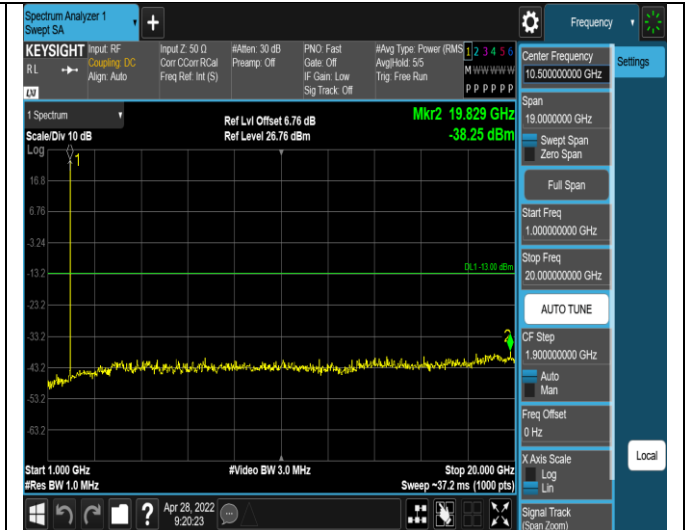 Spectrum Analyzer 1
Swept SA
Frequency
KEYSIGHT
RL
LXI
Input: RF
Coupling: DC
Align: Auto
Input Z: 50 Ω
Corr CCorr RCal
Freq Ref: Int (S)
#Atten: 30 dB
Preamp: Off
PNO: Fast
Gate: Off
IF Gain: Low
Sig Track: Off
#Avg Type: Power (RMS
Avg|Hold: 5/5
Trig: Free Run
1 2 3 4 5 6
M W W W W W
P P P P P P
1 Spectrum
Scale/Div 10 dB
Ref Lvl Offset 6.76 dB
Ref Level 26.76 dBm
Mkr2 19.829 GHz
-38.25 dBm
Log
1
16.8
6.76
-3.24
DL1 -13.00 dBm
-13.2
-23.2
-33.2
2
-43.2
-53.2
-63.2
Start 1.000 GHz
#Res BW 1.0 MHz
#Video BW 3.0 MHz
Stop 20.000 GHz
Sweep ~37.2 ms (1000 pts)
Apr 28, 2022
9:20:23
Center Frequency
10.500000000 GHz
Settings
Span
19.0000000 GHz
Swept Span
Zero Span
Full Span
Start Freq
1.000000000 GHz
Stop Freq
20.000000000 GHz
AUTO TUNE
CF Step
1.900000000 GHz
Auto
Man
Freq Offset
0 Hz
X Axis Scale
Log
Lin
Local
Signal Track
(Span Zoom)